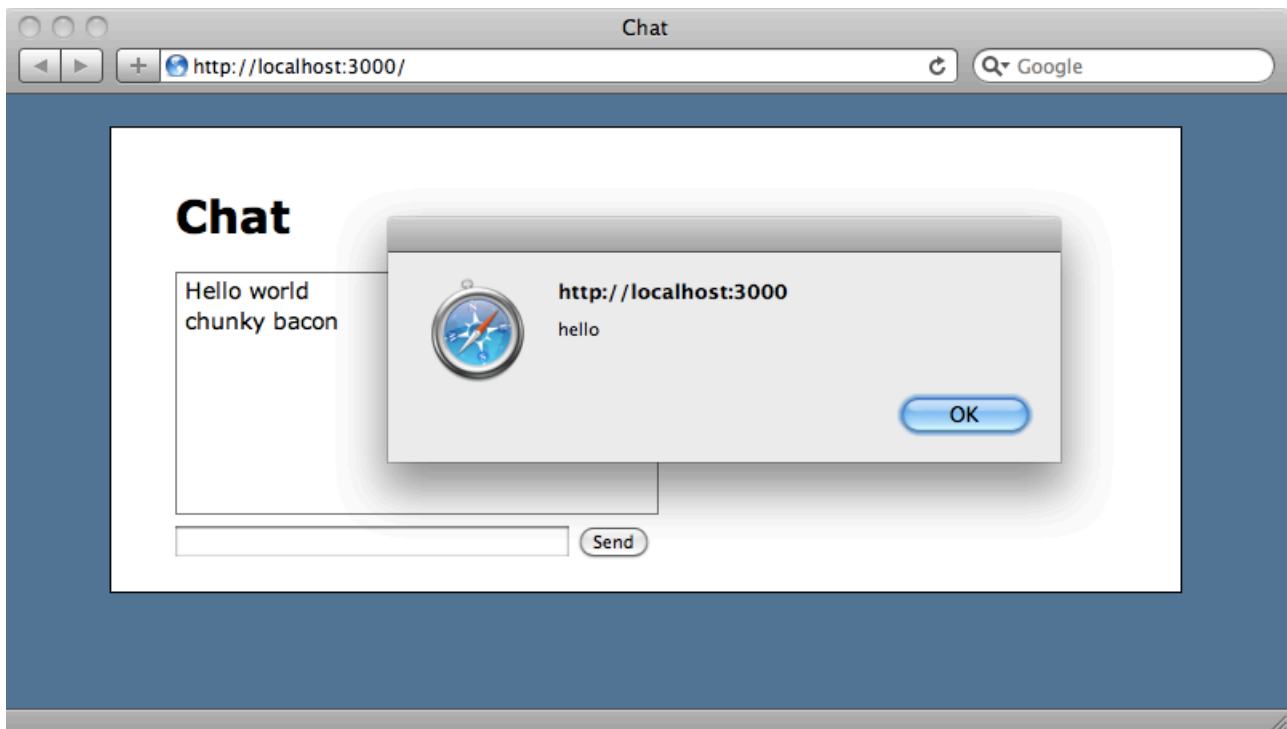 Chat
http://localhost:3000/
Google
Chat
Hello world
chunky bacon
http://localhost:3000
hello
OK
Send